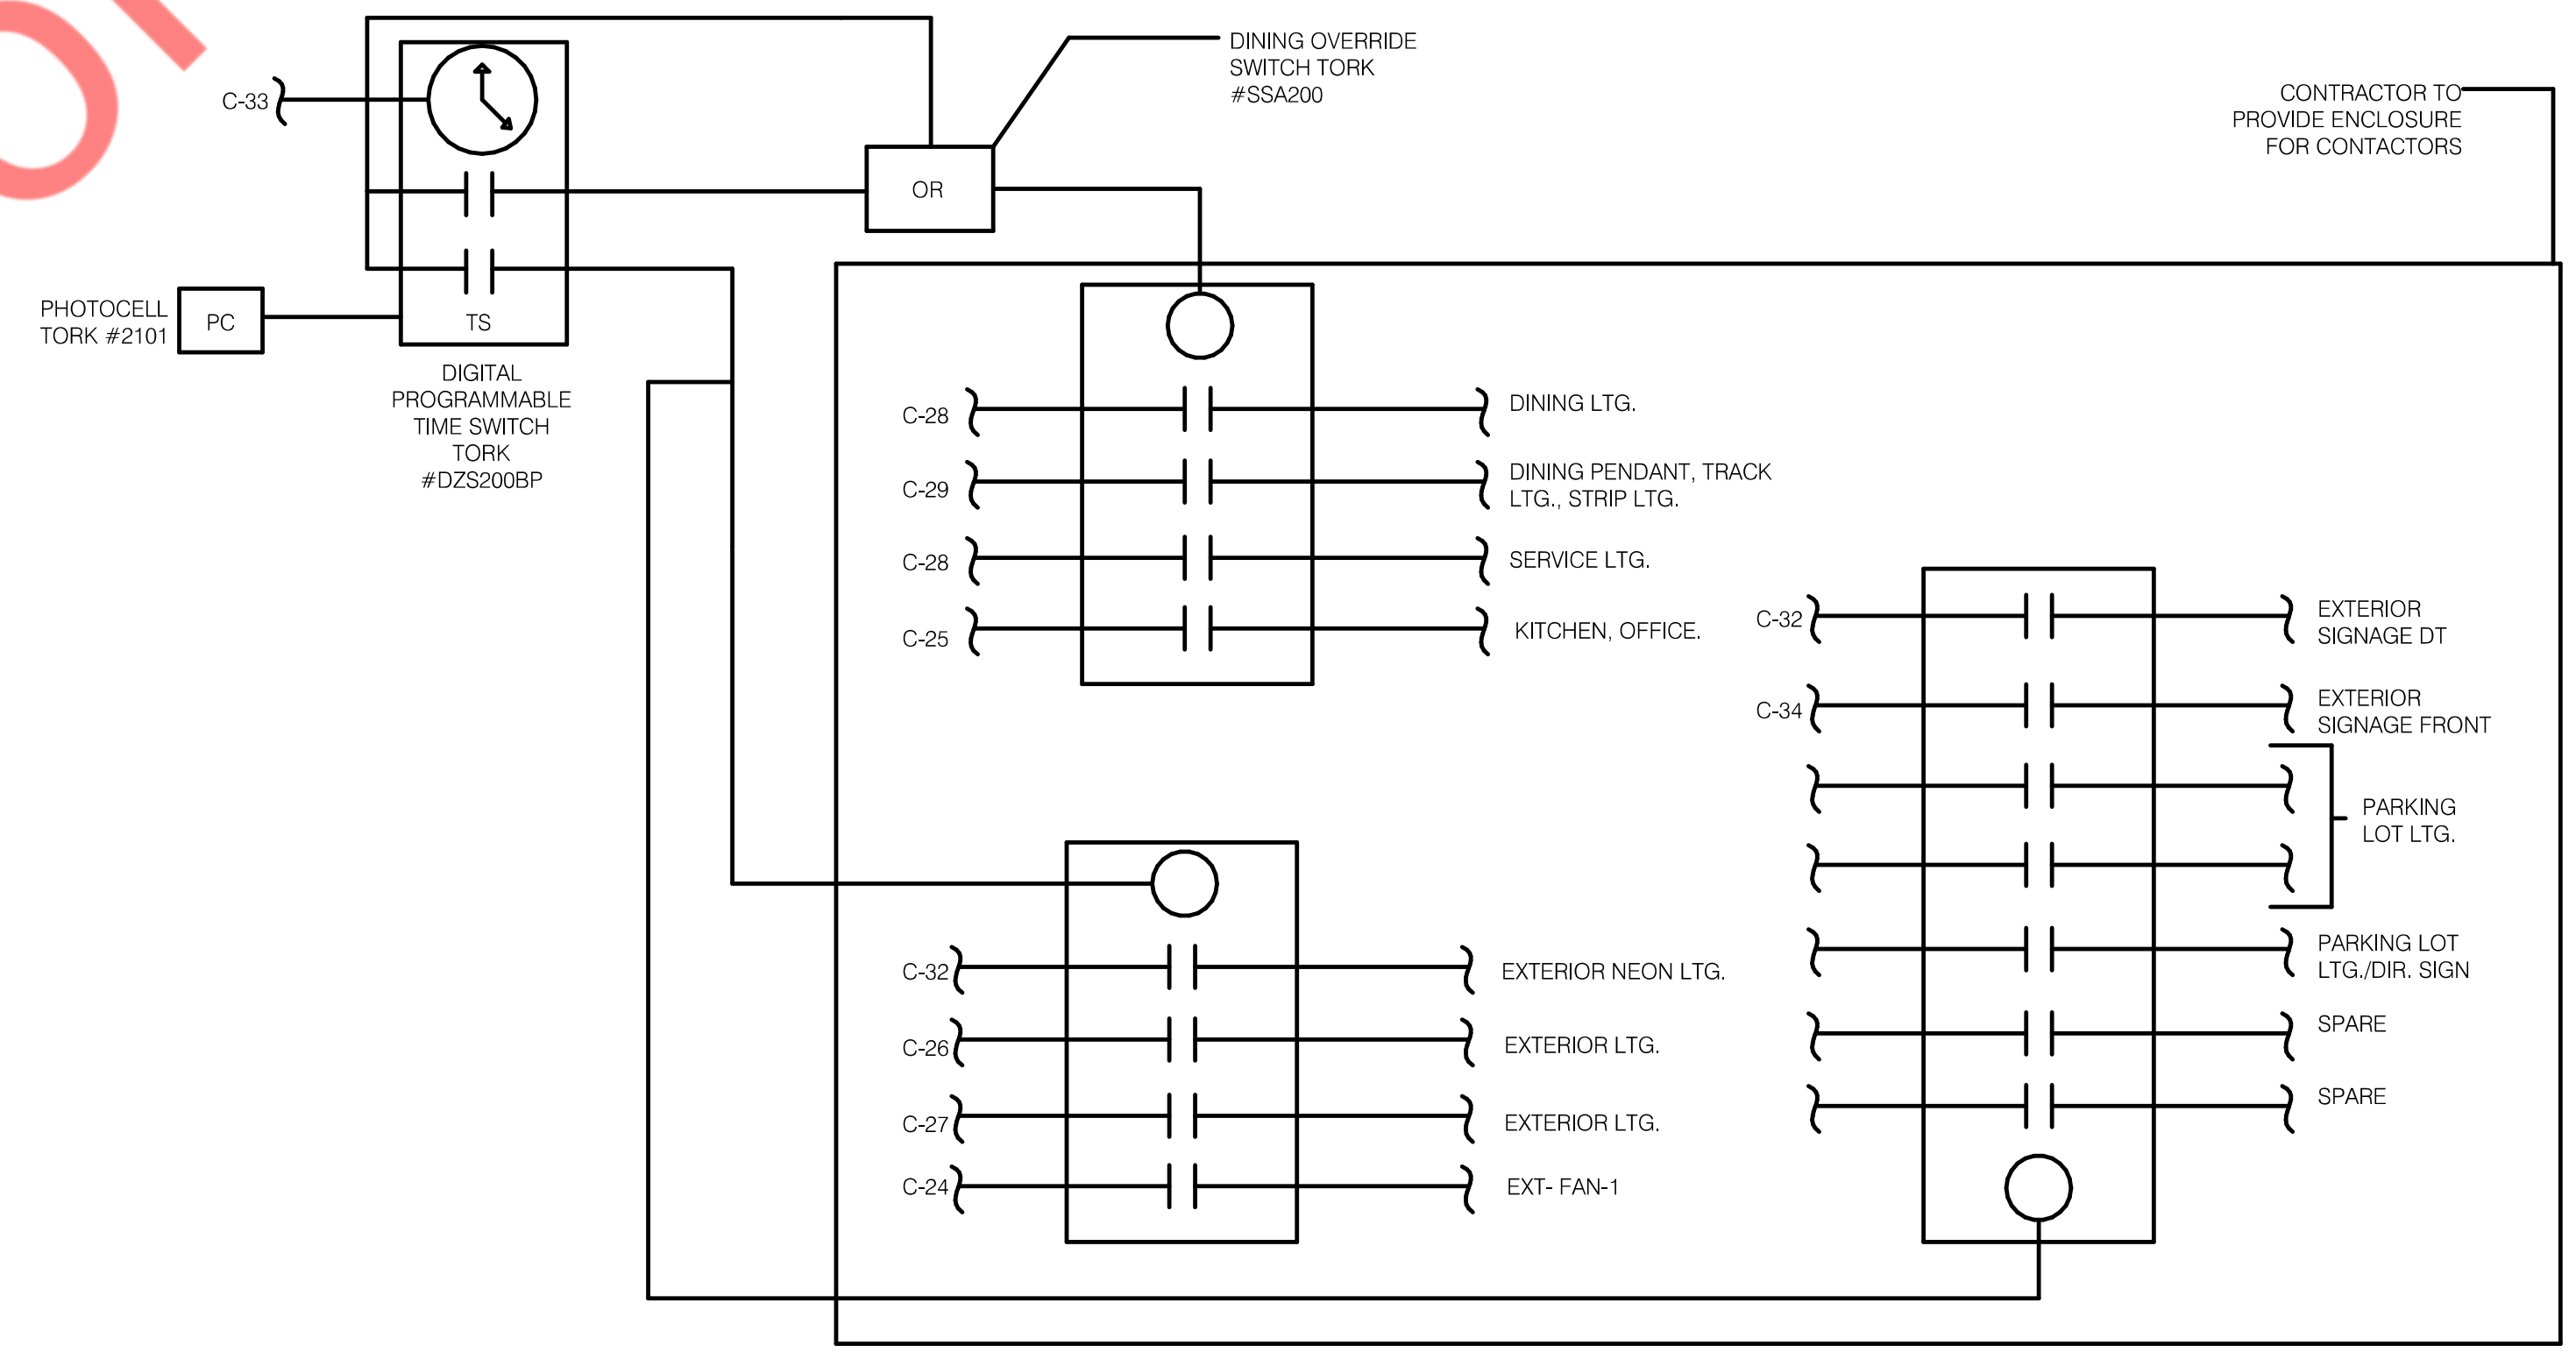 C-33
DINING OVERRIDE
SWITCH TORK
#SSA200
CONTRACTOR TO
PROVIDE ENCLOSURE
FOR CONTACTORS
OR
PHOTOCELL
TORK #2101
PC
TS
DIGITAL
PROGRAMMABLE
TIME SWITCH
TORK
#DZS200BP
C-28
DINING LTG.
C-29
DINING PENDANT, TRACK
LTG., STRIP LTG.
C-28
SERVICE LTG.
C-25
KITCHEN, OFFICE.
C-32
EXTERIOR NEON LTG.
C-26
EXTERIOR LTG.
C-27
EXTERIOR LTG.
C-24
EXT- FAN-1
C-32
EXTERIOR
SIGNAGE DT
C-34
EXTERIOR
SIGNAGE FRONT
PARKING
LOT LTG.
PARKING LOT
LTG./DIR. SIGN
SPARE
SPARE